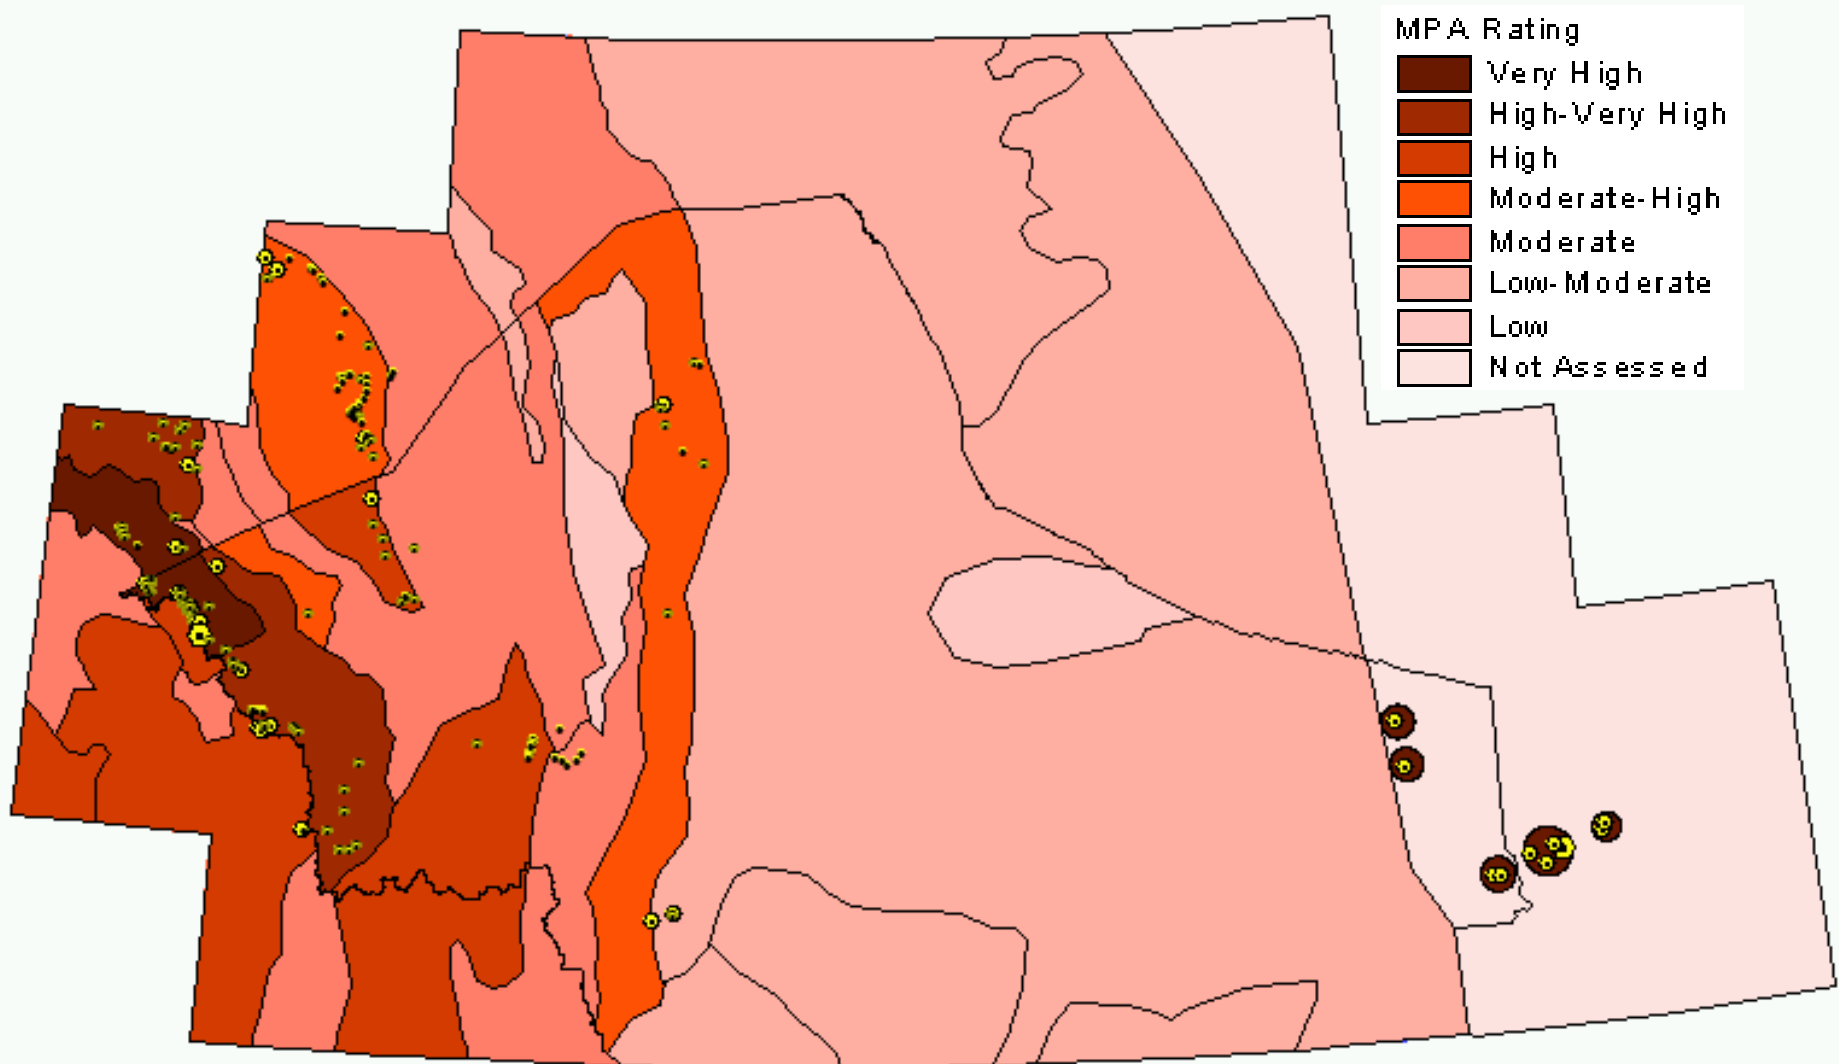 MPA Rating
Very High
High-Very High
High
Moderate-High
Moderate
Low-Moderate
Low
Not Assessed